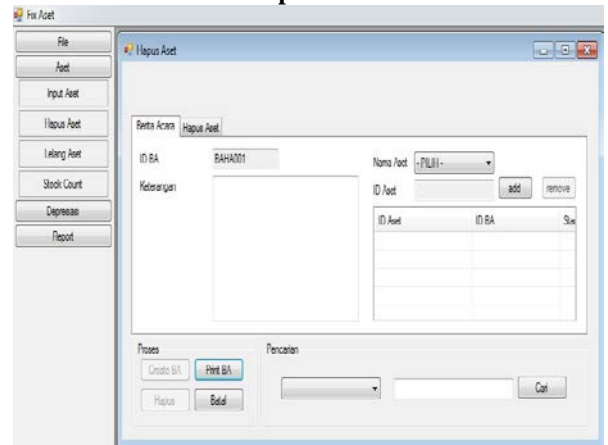 Fix Aset
File
Aset
Input Aset
Hapus Aset
Lelang Aset
Stock Count
Depresiasi
Report
Hapus Aset
Berita Acara Hapus Aset
ID BA BAHA001
Keterangan
Nama Aset - PILIH -
ID Aset add remove
ID Aset ID BA
Proses
Create BA Print BA
Hapus Batal
Pencarian
Cari